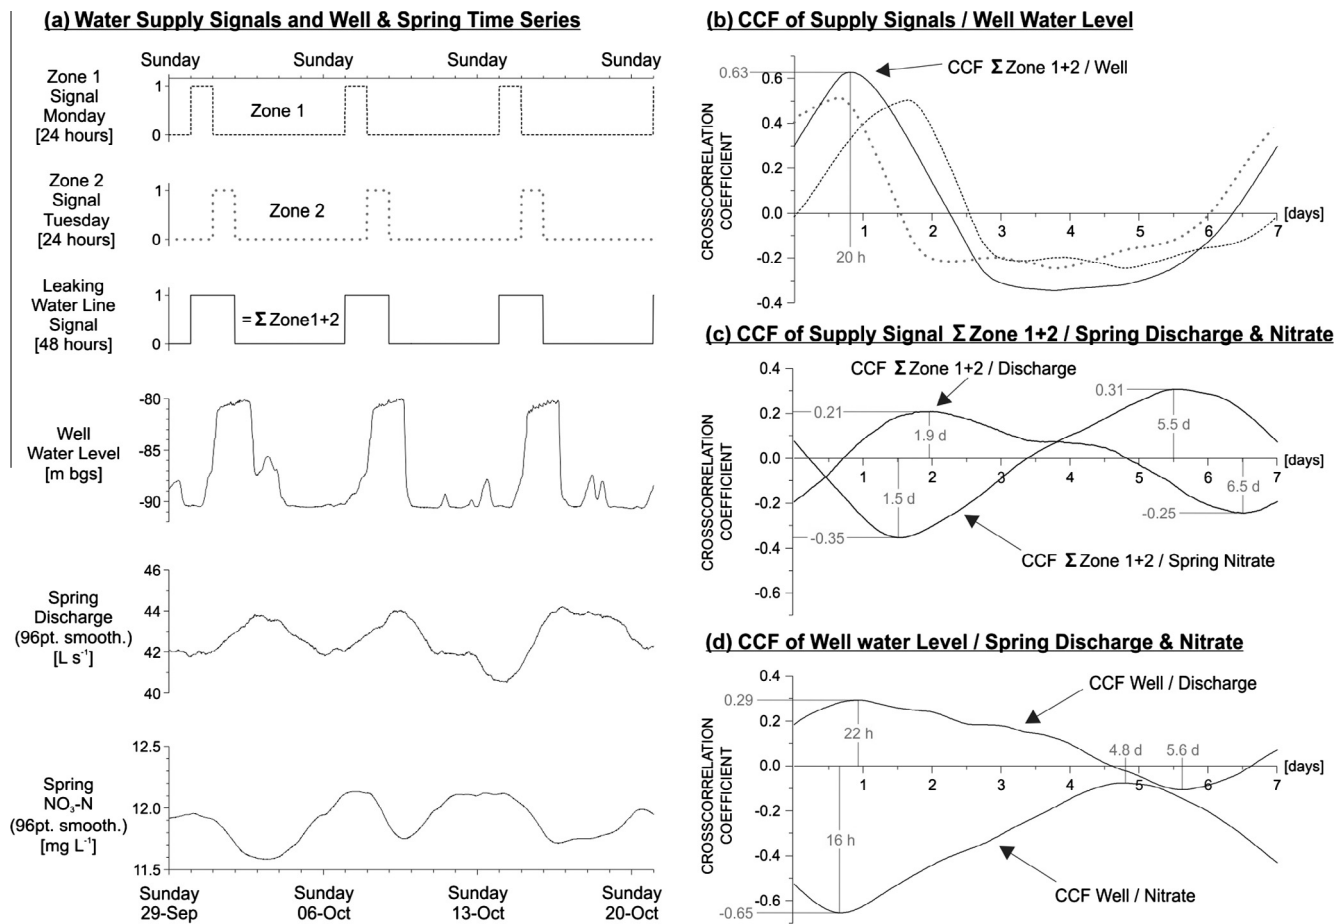 (a) Water Supply Signals and Well & Spring Time Series
Sunday Sunday Sunday Sunday
Zone 1
Signal
Monday
[24 hours]
1
0
Zone 1
Zone 2
Signal
Tuesday
[24 hours]
1
0
Zone 2
Leaking
Water Line
Signal
[48 hours]
1
0
= Σ Zone1+2
Well
Water Level
[m bgs]
-80
-85
-90
Spring
Discharge
(96pt. smooth.)
[L s⁻¹]
46
44
42
40
Spring
NO₃-N
(96pt. smooth.)
[mg L⁻¹]
12.5
12.0
11.5
Sunday Sunday Sunday Sunday
29-Sep 06-Oct 13-Oct 20-Oct
(b) CCF of Supply Signals / Well Water Level
CROSSCORRELATION
COEFFICIENT
0.63
0.6
0.4
0.2
0.0
-0.2
-0.4
CCF Σ Zone 1+2 / Well
20 h
1 2 3 4 5 6 7
[days]
(c) CCF of Supply Signal Σ Zone 1+2 / Spring Discharge & Nitrate
CROSSCORRELATION
COEFFICIENT
0.4
0.2
0.0
-0.2
-0.4
-0.6
CCF Σ Zone 1+2 / Discharge
0.21
1.9 d
0.31
5.5 d
1.5 d
-0.35
6.5 d
-0.25
1 2 3 4 5 6 7
[days]
CCF Σ Zone 1+2 / Spring Nitrate
(d) CCF of Well water Level / Spring Discharge & Nitrate
CROSSCORRELATION
COEFFICIENT
0.4
0.2
0.0
-0.2
-0.4
-0.6
CCF Well / Discharge
0.29
22 h
4.8 d
5.6 d
1 2 3 4 5 6 7
[days]
16 h
-0.65
CCF Well / Nitrate